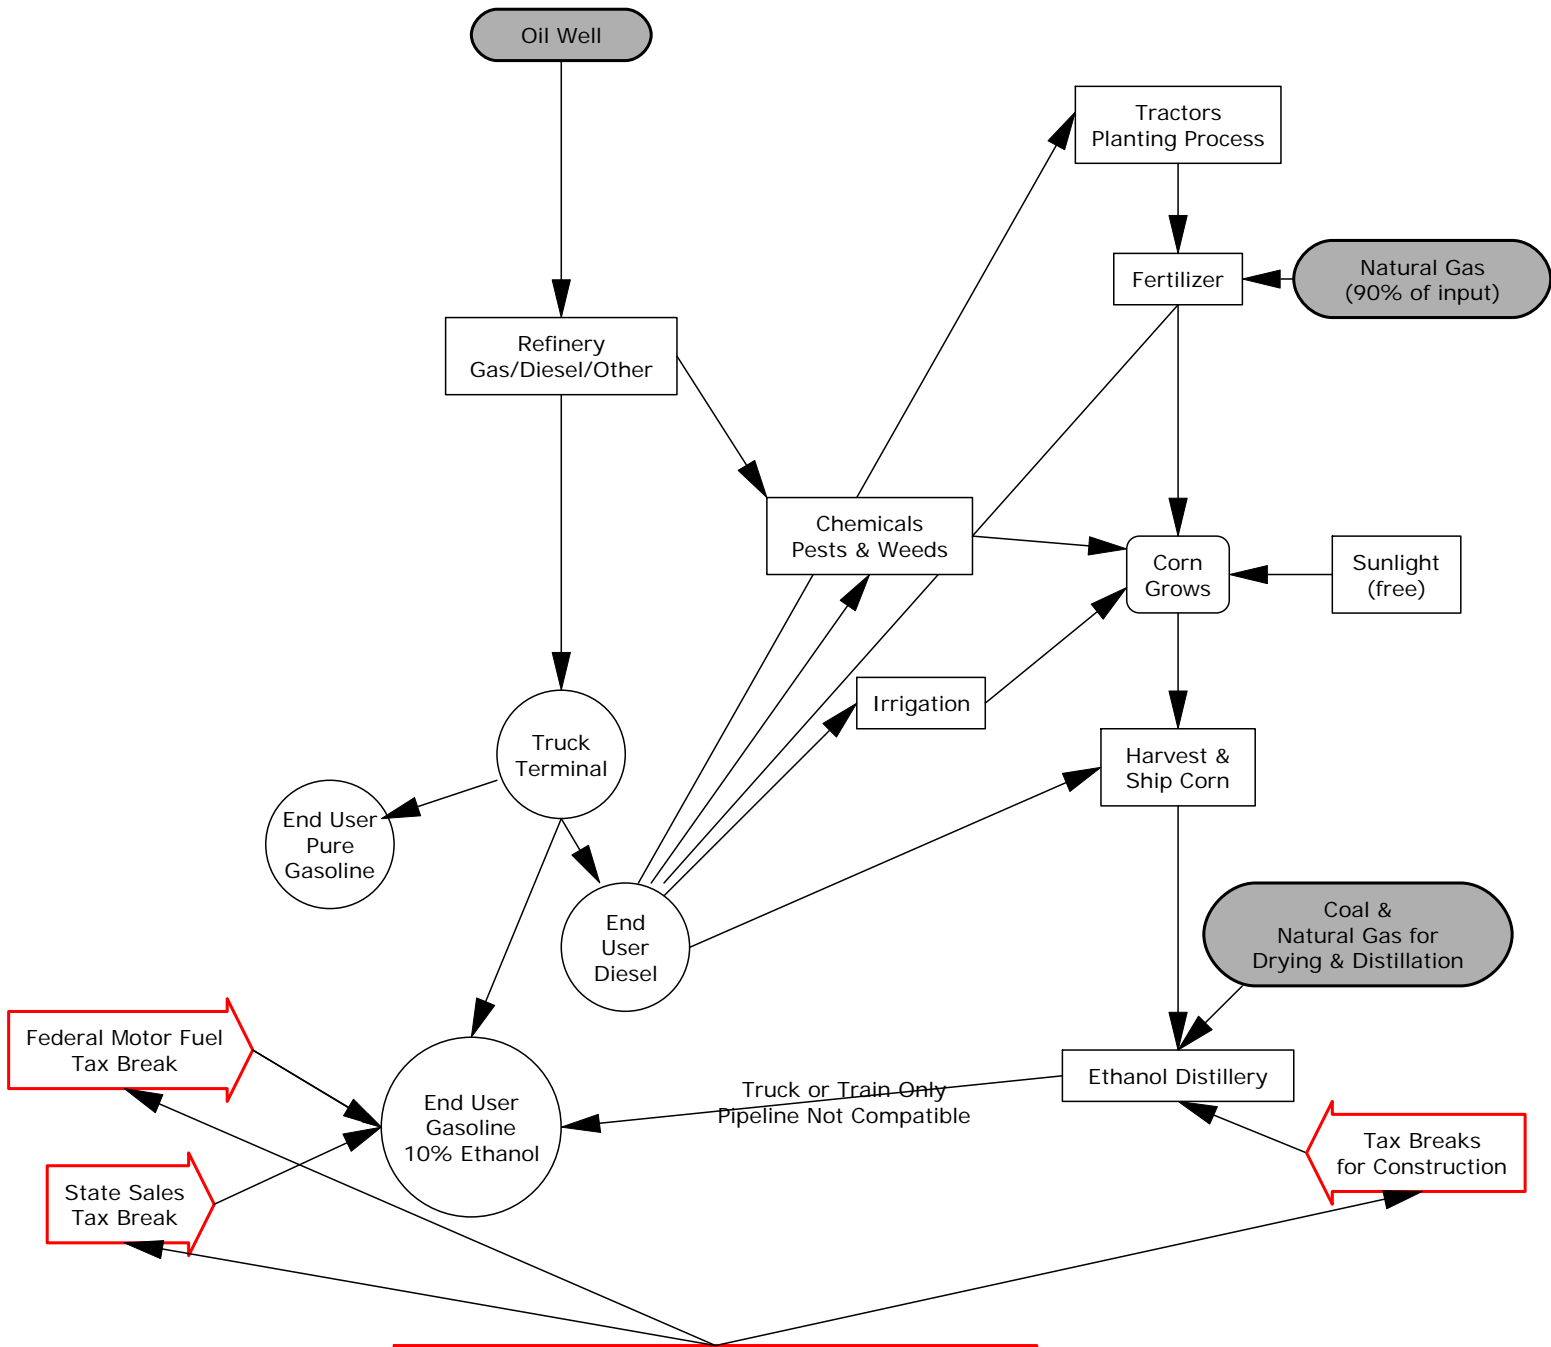 Oil Well
Tractors
Planting Process
Fertilizer
Natural Gas
(90% of input)
Refinery
Gas/Diesel/Other
Chemicals
Pests & Weeds
Corn
Grows
Sunlight
(free)
Irrigation
Truck
Terminal
Harvest &
Ship Corn
End User
Pure
Gasoline
End
User
Diesel
Coal &
Natural Gas for
Drying & Distillation
Federal Motor Fuel
Tax Break
Ethanol Distillery
Truck or Train Only
Pipeline Not Compatible
End User
Gasoline
10% Ethanol
Tax Breaks
for Construction
State Sales
Tax Break